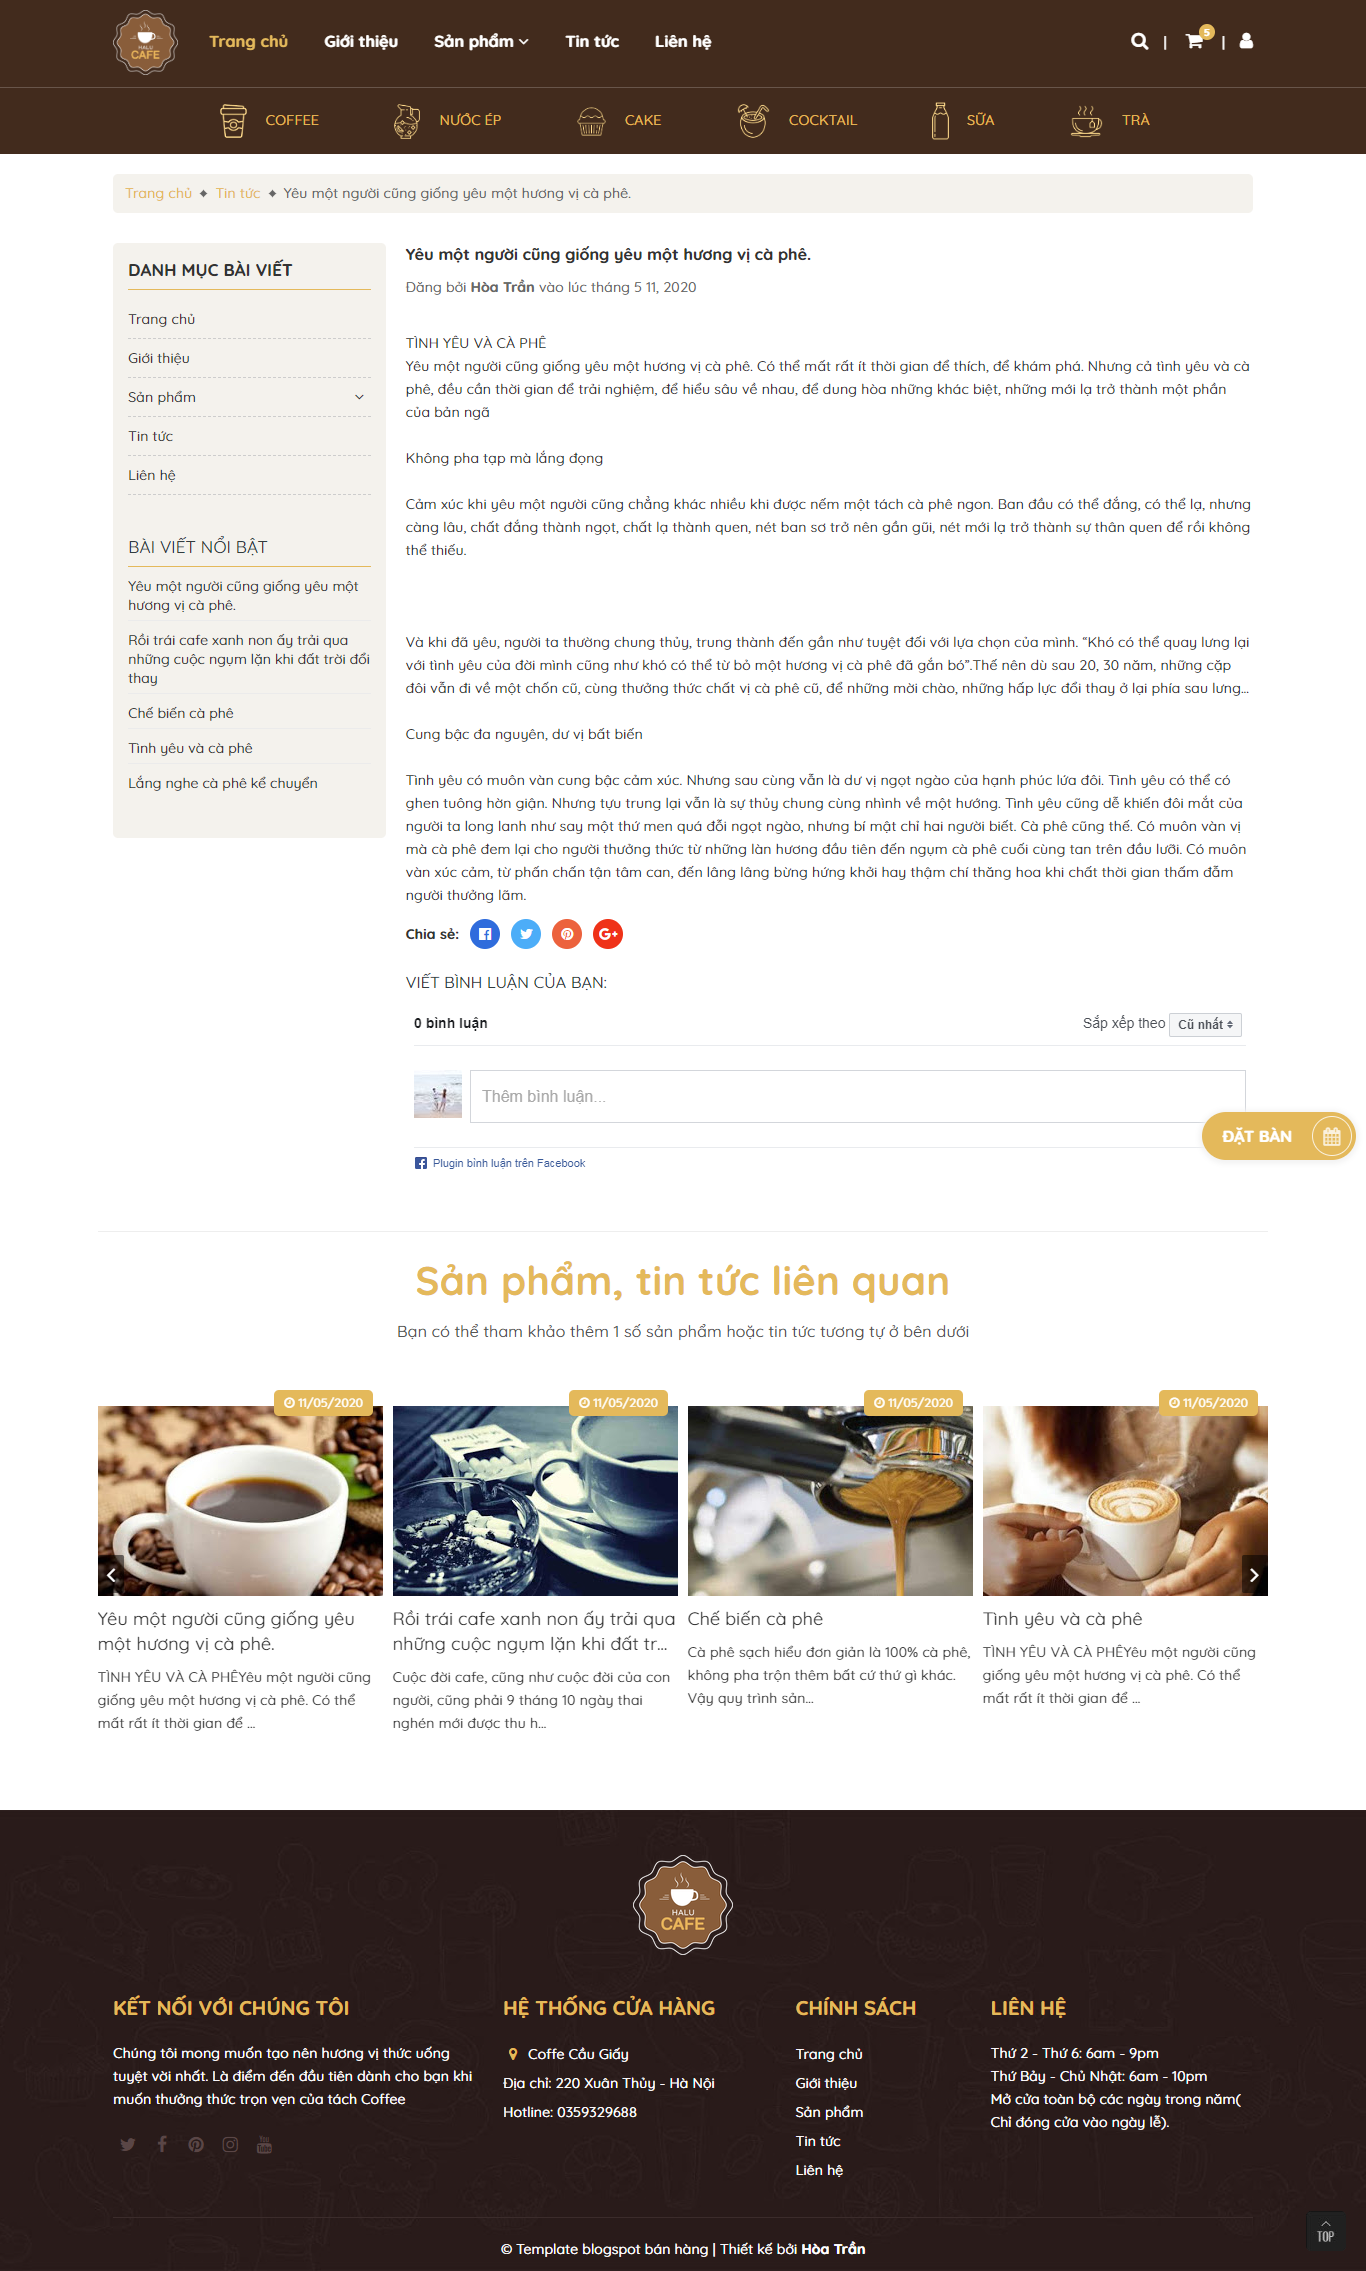 HALU
CAFE
Trang chủ
Giới thiệu
Sản phẩm
Tin tức
Liên hệ
|
5
|
COFFEE
NƯỚC ÉP
CAKE
COCKTAIL
SỮA
TRÀ
Trang chủ ◆ Tin tức ◆ Yêu một người cũng giống yêu một hương vị cà phê.
DANH MỤC BÀI VIẾT
Trang chủ
Giới thiệu
Sản phẩm
Tin tức
Liên hệ
BÀI VIẾT NỔI BẬT
Yêu một người cũng giống yêu một
hương vị cà phê.
Rồi trái cafe xanh non ấy trải qua
những cuộc ngụm lặn khi đất trời đổi
thay
Chế biến cà phê
Tình yêu và cà phê
Lắng nghe cà phê kể chuyển
Yêu một người cũng giống yêu một hương vị cà phê.
Đăng bởi Hòa Trần vào lúc tháng 5 11, 2020
TÌNH YÊU VÀ CÀ PHÊ
Yêu một người cũng giống yêu một hương vị cà phê. Có thể mất rất ít thời gian để thích, để khám phá. Nhưng cả tình yêu và cà
phê, đều cần thời gian để trải nghiệm, để hiểu sâu về nhau, để dung hòa những khác biệt, những mới lạ trở thành một phần
của bản ngã
Không pha tạp mà lắng đọng
Cảm xúc khi yêu một người cũng chẳng khác nhiều khi được nếm một tách cà phê ngon. Ban đầu có thể đắng, có thể lạ, nhưng
càng lâu, chất đắng thành ngọt, chất lạ thành quen, nét ban sơ trở nên gần gũi, nét mới lạ trở thành sự thân quen để rồi không
thể thiếu.
Và khi đã yêu, người ta thường chung thủy, trung thành đến gần như tuyệt đối với lựa chọn của mình. “Khó có thể quay lưng lại
với tình yêu của đời mình cũng như khó có thể từ bỏ một hương vị cà phê đã gắn bó”.Thế nên dù sau 20, 30 năm, những cặp
đôi vẫn đi về một chốn cũ, cùng thưởng thức chất vị cà phê cũ, để những mời chào, những hấp lực đổi thay ở lại phía sau lưng...
Cung bậc đa nguyên, dư vị bất biến
Tình yêu có muôn vàn cung bậc cảm xúc. Nhưng sau cùng vẫn là dư vị ngọt ngào của hạnh phúc lứa đôi. Tình yêu có thể có
ghen tuông hờn giận. Nhưng tựu trung lại vẫn là sự thủy chung cùng nhình về một hướng. Tình yêu cũng dễ khiến đôi mắt của
người ta long lanh như say một thứ men quá đỗi ngọt ngào, nhưng bí mật chỉ hai người biết. Cà phê cũng thế. Có muôn vàn vị
mà cà phê đem lại cho người thưởng thức từ những làn hương đầu tiên đến ngụm cà phê cuối cùng tan trên đầu lưỡi. Có muôn
vàn xúc cảm, từ phấn chấn tận tâm can, đến lâng lâng bừng hứng khởi hay thậm chí thăng hoa khi chất thời gian thấm đẫm
người thưởng lãm.
Chia sẻ:
VIẾT BÌNH LUẬN CỦA BẠN:
0 bình luận
Sắp xếp theo Cũ nhất
Thêm bình luận...
ĐẶT BÀN
Plugin bình luận trên Facebook
Sản phẩm, tin tức liên quan
Bạn có thể tham khảo thêm 1 số sản phẩm hoặc tin tức tương tự ở bên dưới
11/05/2020
Yêu một người cũng giống yêu
một hương vị cà phê.
TÌNH YÊU VÀ CÀ PHÊYêu một người cũng
giống yêu một hương vị cà phê. Có thể
mất rất ít thời gian để ...
11/05/2020
Rồi trái cafe xanh non ấy trải qua
những cuộc ngụm lặn khi đất tr...
Cuộc đời cafe, cũng như cuộc đời của con
người, cũng phải 9 tháng 10 ngày thai
nghén mới được thu h...
11/05/2020
Chế biến cà phê
Cà phê sạch hiểu đơn giản là 100% cà phê,
không pha trộn thêm bất cứ thứ gì khác.
Vậy quy trình sản...
11/05/2020
Tình yêu và cà phê
TÌNH YÊU VÀ CÀ PHÊYêu một người cũng
giống yêu một hương vị cà phê. Có thể
mất rất ít thời gian để ...
HALU
CAFE
KẾT NỐI VỚI CHÚNG TÔI
Chúng tôi mong muốn tạo nên hương vị thức uống
tuyệt vời nhất. Là điểm đến đầu tiên dành cho bạn khi
muốn thưởng thức trọn vẹn của tách Coffee
HỆ THỐNG CỬA HÀNG
Coffe Cầu Giấy
Địa chỉ: 220 Xuân Thủy - Hà Nội
Hotline: 0359329688
CHÍNH SÁCH
Trang chủ
Giới thiệu
Sản phẩm
Tin tức
Liên hệ
LIÊN HỆ
Thứ 2 - Thứ 6: 6am - 9pm
Thứ Bảy - Chủ Nhật: 6am - 10pm
Mở cửa toàn bộ các ngày trong năm(
Chỉ đóng cửa vào ngày lễ).
TOP
© Template blogspot bán hàng | Thiết kế bởi Hòa Trần